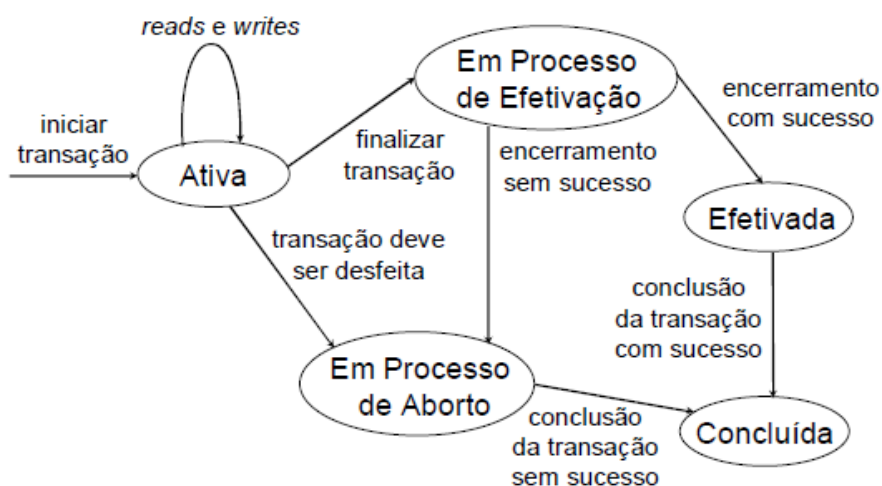 reads e writes
iniciar
transação
Ativa
finalizar
transação
Em Processo
de Efetivação
encerramento
com sucesso
encerramento
sem sucesso
Efetivada
transação deve
ser desfeita
conclusão
da transação
com sucesso
Em Processo
de Aborto
conclusão
da transação
sem sucesso
Concluída